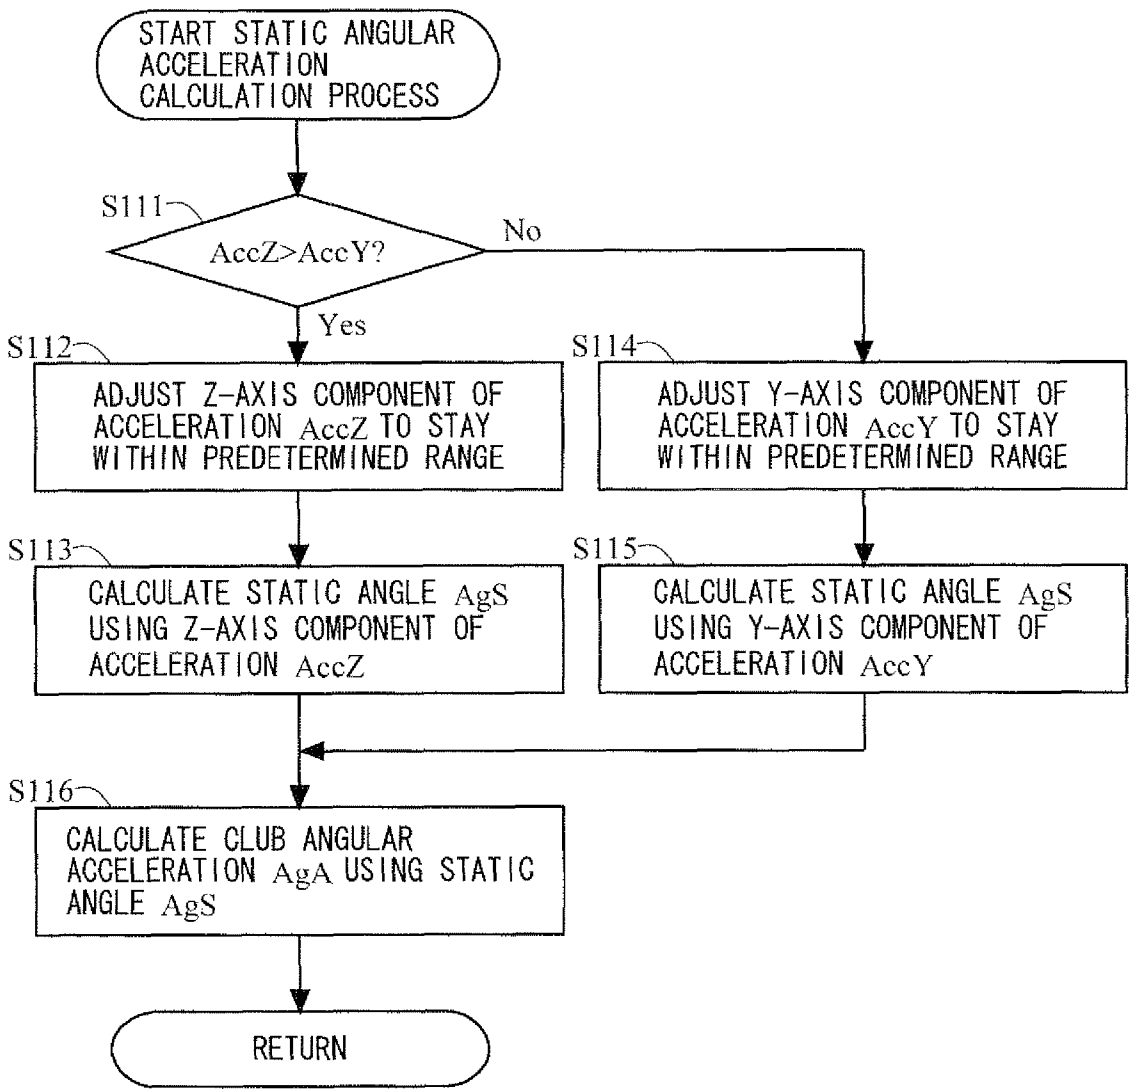 START STATIC ANGULAR
ACCELERATION
CALCULATION PROCESS
S111
AccZ>AccY?
No
Yes
S112
ADJUST Z-AXIS COMPONENT OF
ACCELERATION AccZ TO STAY
WITHIN PREDETERMINED RANGE
S114
ADJUST Y-AXIS COMPONENT OF
ACCELERATION AccY TO STAY
WITHIN PREDETERMINED RANGE
S113
CALCULATE STATIC ANGLE AgS
USING Z-AXIS COMPONENT OF
ACCELERATION AccZ
S115
CALCULATE STATIC ANGLE AgS
USING Y-AXIS COMPONENT OF
ACCELERATION AccY
S116
CALCULATE CLUB ANGULAR
ACCELERATION AgA USING STATIC
ANGLE AgS
RETURN